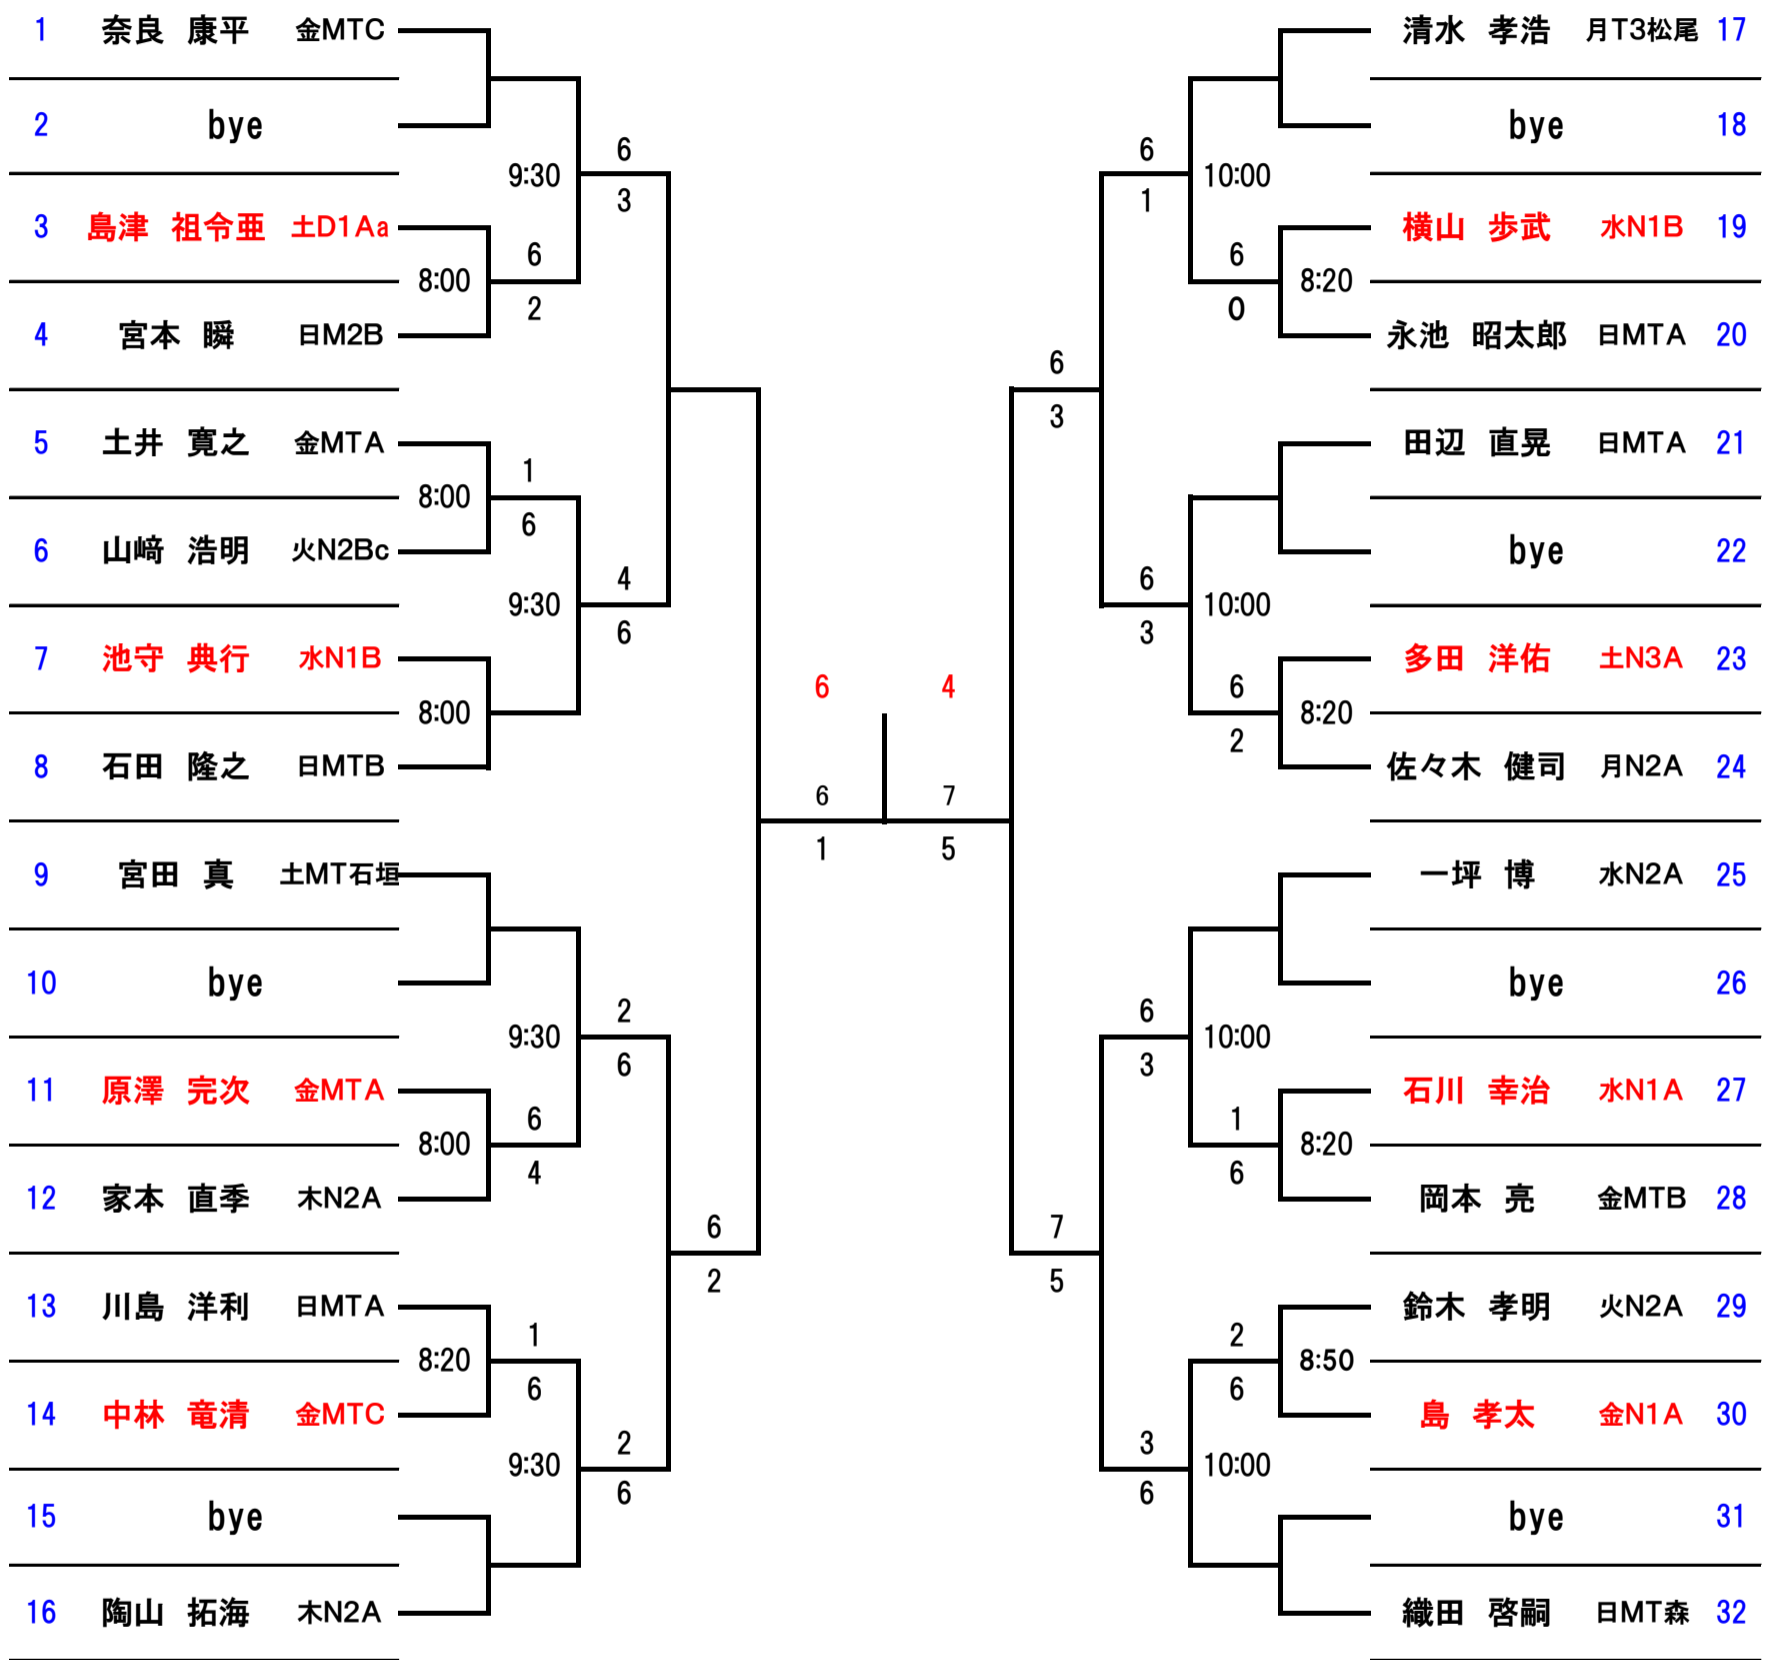 1 奈良 康平 金MTC
2 bye
9:30
6
3
3 島津 祖令亜 土D1Aa
8:00
6
2
4 宮本 瞬 日M2B
5 土井 寛之 金MTA
8:00
1
6
6 山﨑 浩明 火N2Bc
9:30
4
6
7 池守 典行 水N1B
8:00
8 石田 隆之 日MTB
9 宮田 真 土MT石垣
10 bye
9:30
2
6
11 原澤 完次 金MTA
8:00
6
4
12 家本 直季 木N2A
6
2
13 川島 洋利 日MTA
8:20
1
6
14 中林 竜清 金MTC
9:30
2
6
15 bye
16 陶山 拓海 木N2A
6 4
6 7
1 5
清水 孝浩 月T3松尾 17
bye 18
6
1
10:00
横山 歩武 水N1B 19
6
0
8:20
永池 昭太郎 日MTA 20
6
3
田辺 直晃 日MTA 21
bye 22
6
3
10:00
多田 洋佑 土N3A 23
6
2
8:20
佐々木 健司 月N2A 24
一坪 博 水N2A 25
bye 26
6
3
10:00
石川 幸治 水N1A 27
1
6
8:20
岡本 亮 金MTB 28
7
5
鈴木 孝明 火N2A 29
2
6
8:50
島 孝太 金N1A 30
3
6
10:00
bye 31
織田 啓嗣 日MT森 32